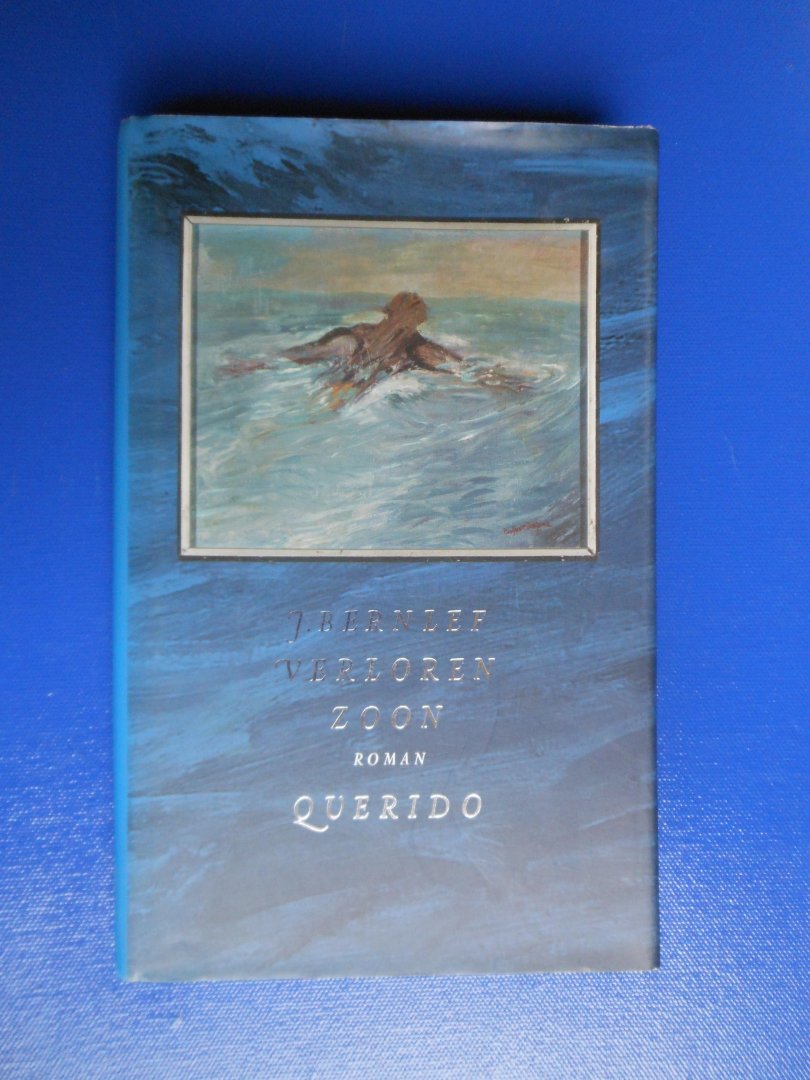 J. BERNLEF
VERLOREN
ZOON
ROMAN
QUERIDO